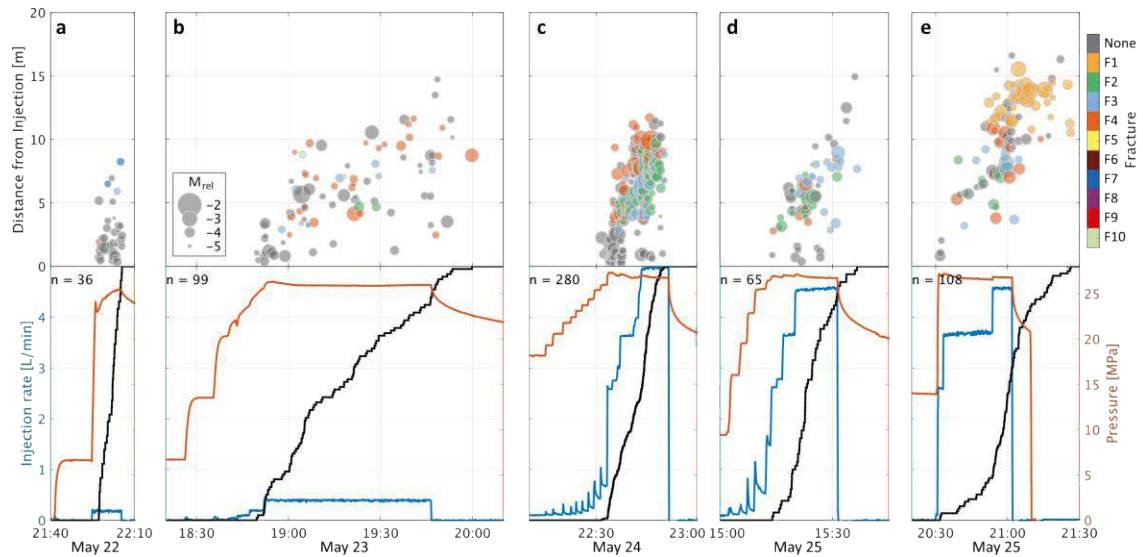 a
b
c
d
e
20
15
10
5
0
Distance from Injection [m]
M_rel
-2
-3
-4
-5
None
F1
F2
F3
F4
F5
F6
F7
F8
F9
F10
Fracture
n = 36
n = 99
n = 280
n = 65
n = 108
4
3
2
1
0
Injection rate [L/min]
25
20
15
10
5
0
Pressure [MPa]
21:40 22:10
May 22
18:30 19:00 19:30 20:00
May 23
22:30 23:00
May 24
15:00 15:30
May 25
20:30 21:00 21:30
May 25